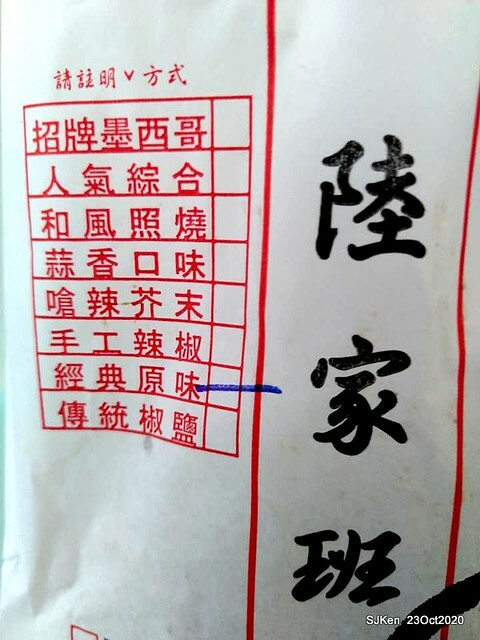 請註明∨方式
招牌墨西哥
人氣綜合
和風照燒
蒜香口味
嗆辣芥末
手工辣椒
經典原味
傳統椒鹽
陸家班
SJKen 23Oct2020